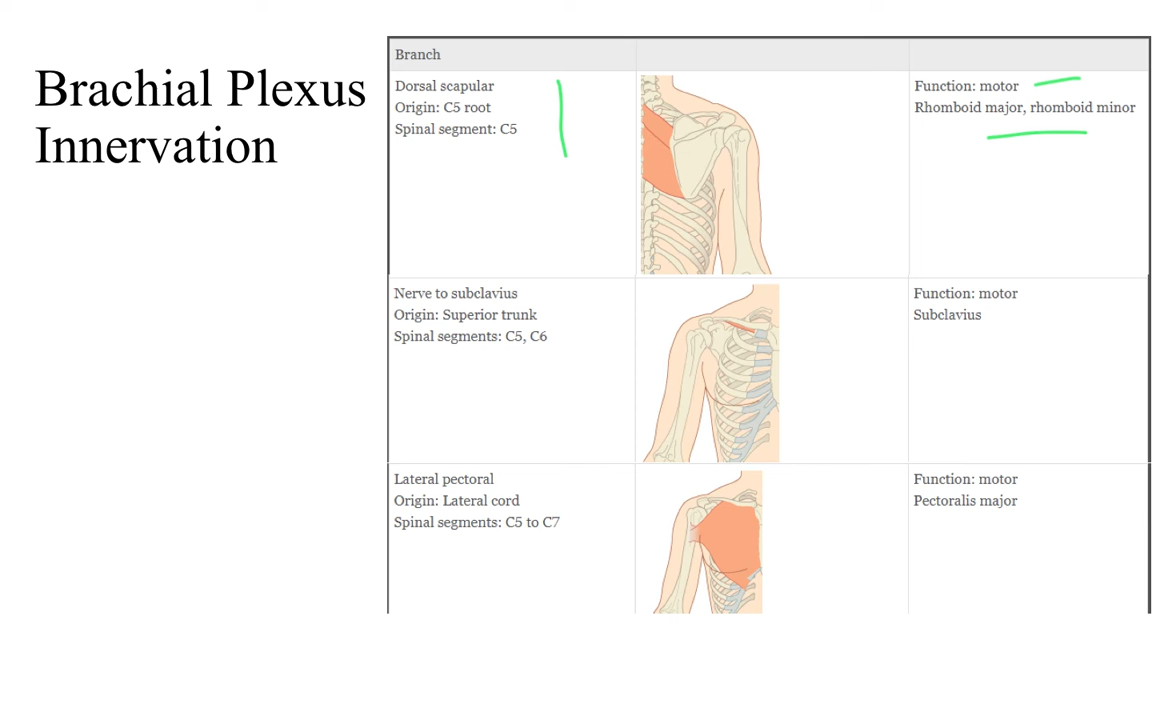 Brachial Plexus
Innervation
Branch
Dorsal scapular
Origin: C5 root
Spinal segment: C5
Function: motor
Rhomboid major, rhomboid minor
Nerve to subclavius
Origin: Superior trunk
Spinal segments: C5, C6
Function: motor
Subclavius
Lateral pectoral
Origin: Lateral cord
Spinal segments: C5 to C7
Function: motor
Pectoralis major